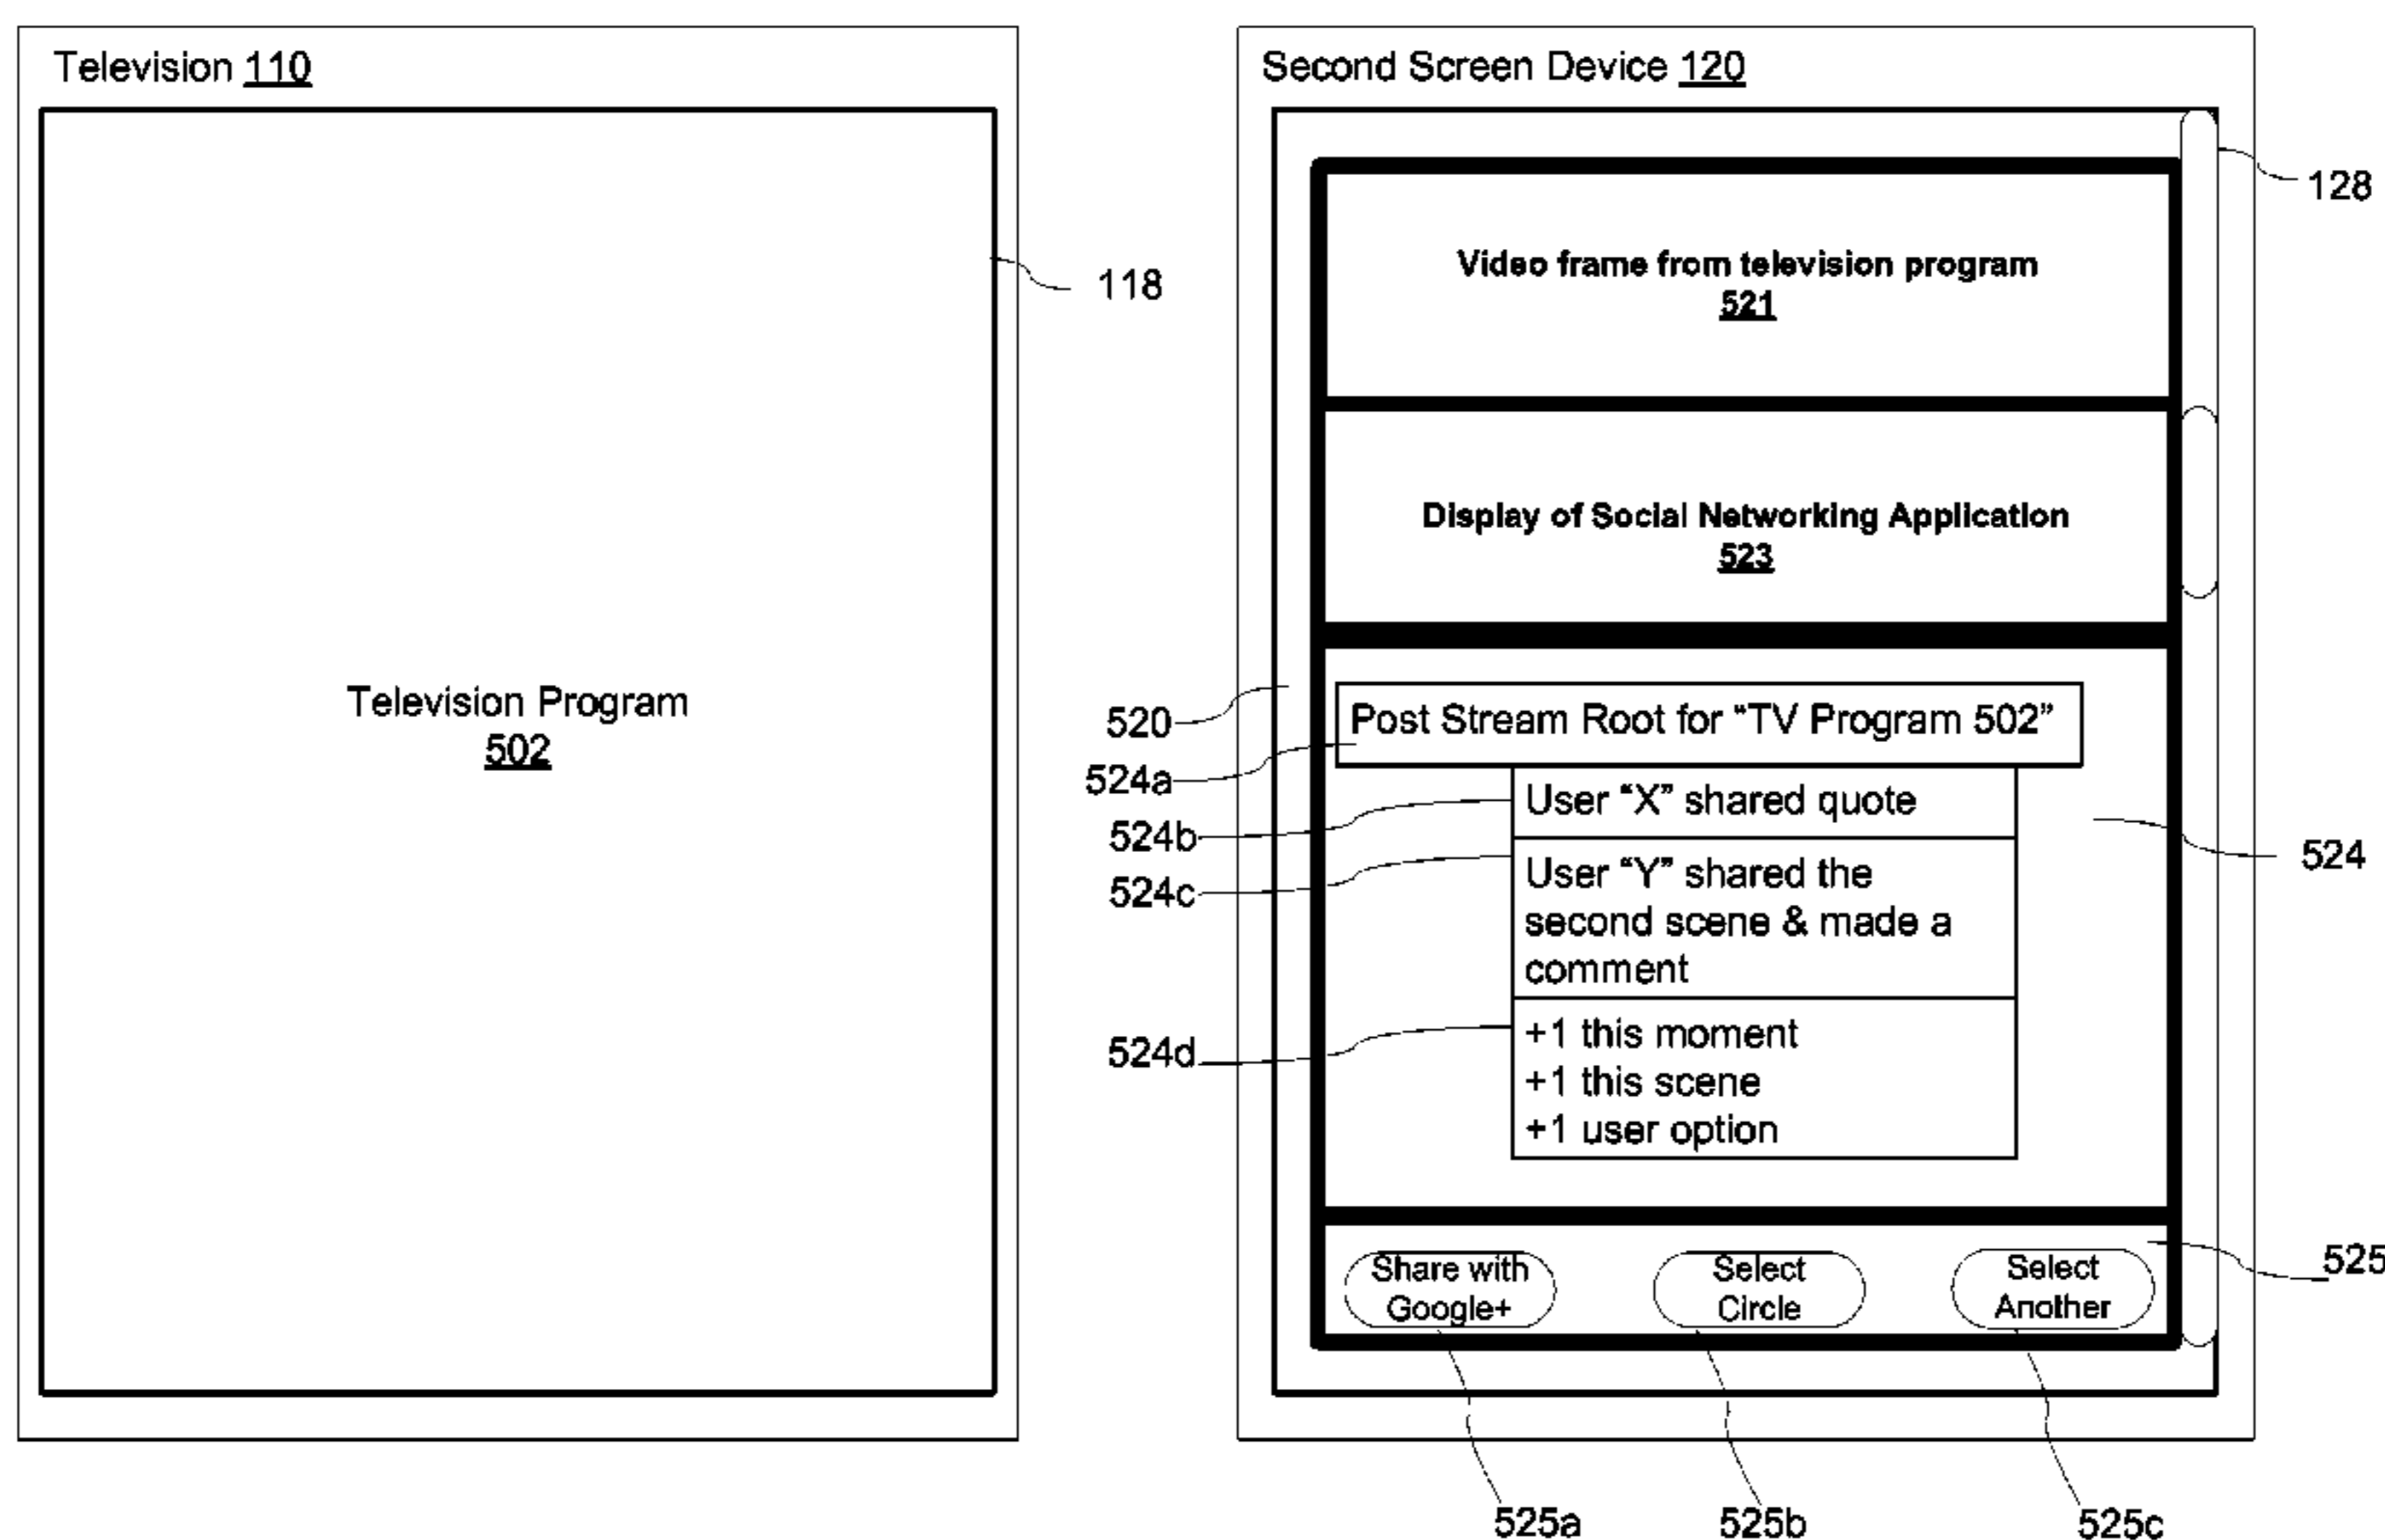 Television 110
118
Television Program
502
Second Screen Device 120
128
Video frame from television program
521
Display of Social Networking Application
523
520
Post Stream Root for “TV Program 502”
524a
User “X” shared quote
524b
524
User “Y” shared the
second scene & made a
comment
524c
+1 this moment
+1 this scene
+1 user option
524d
Share with
Google+
Select
Circle
Select
Another
525
525a
525b
525c